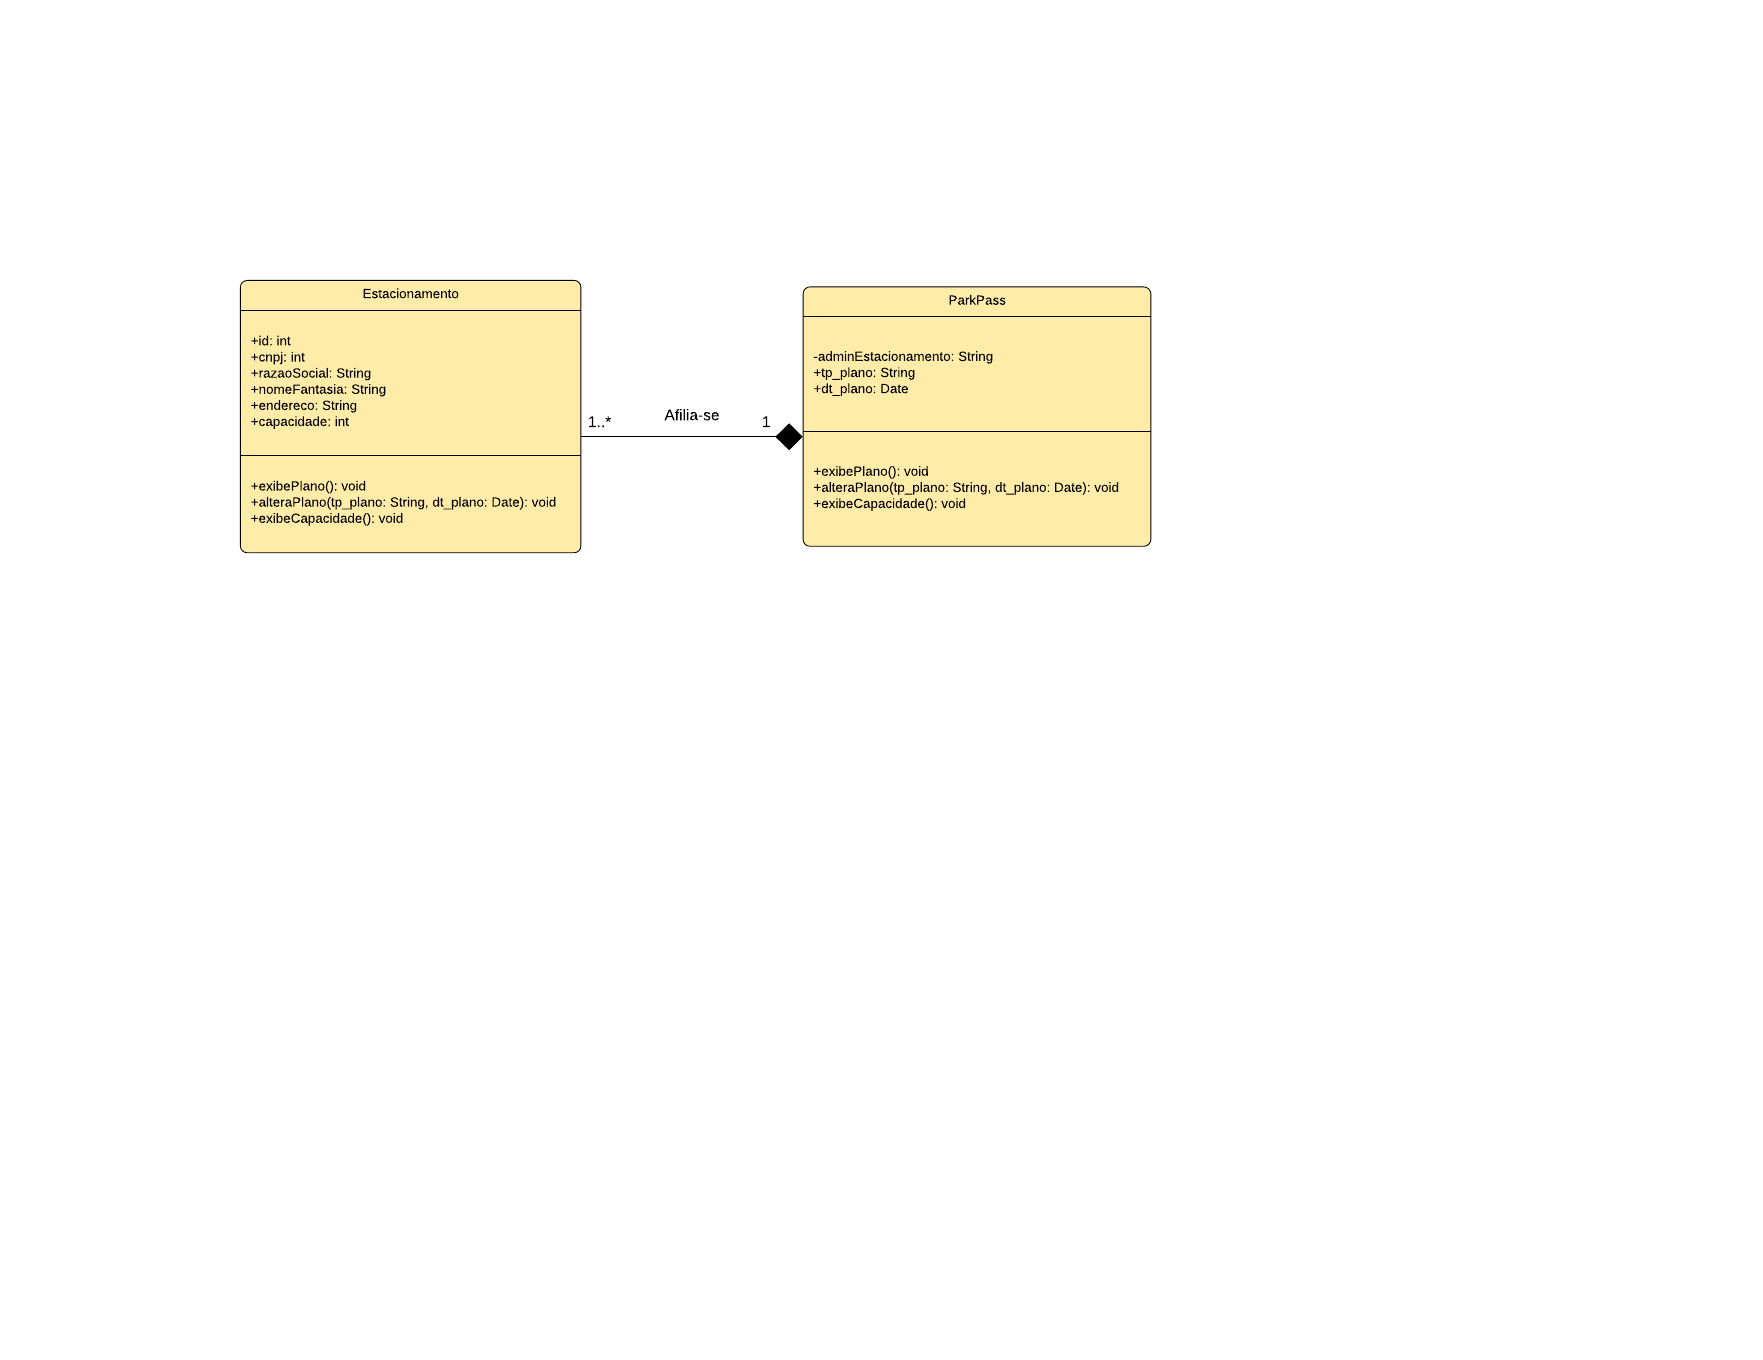 Estacionamento
+id: int
+cnpj: int
+razaoSocial: String
+nomeFantasia: String
+endereco: String
+capacidade: int
+exibePlano(): void
+alteraPlano(tp_plano: String, dt_plano: Date): void
+exibeCapacidade(): void
1..*
Afilia-se
1
ParkPass
-adminEstacionamento: String
+tp_plano: String
+dt_plano: Date
+exibePlano(): void
+alteraPlano(tp_plano: String, dt_plano: Date): void
+exibeCapacidade(): void